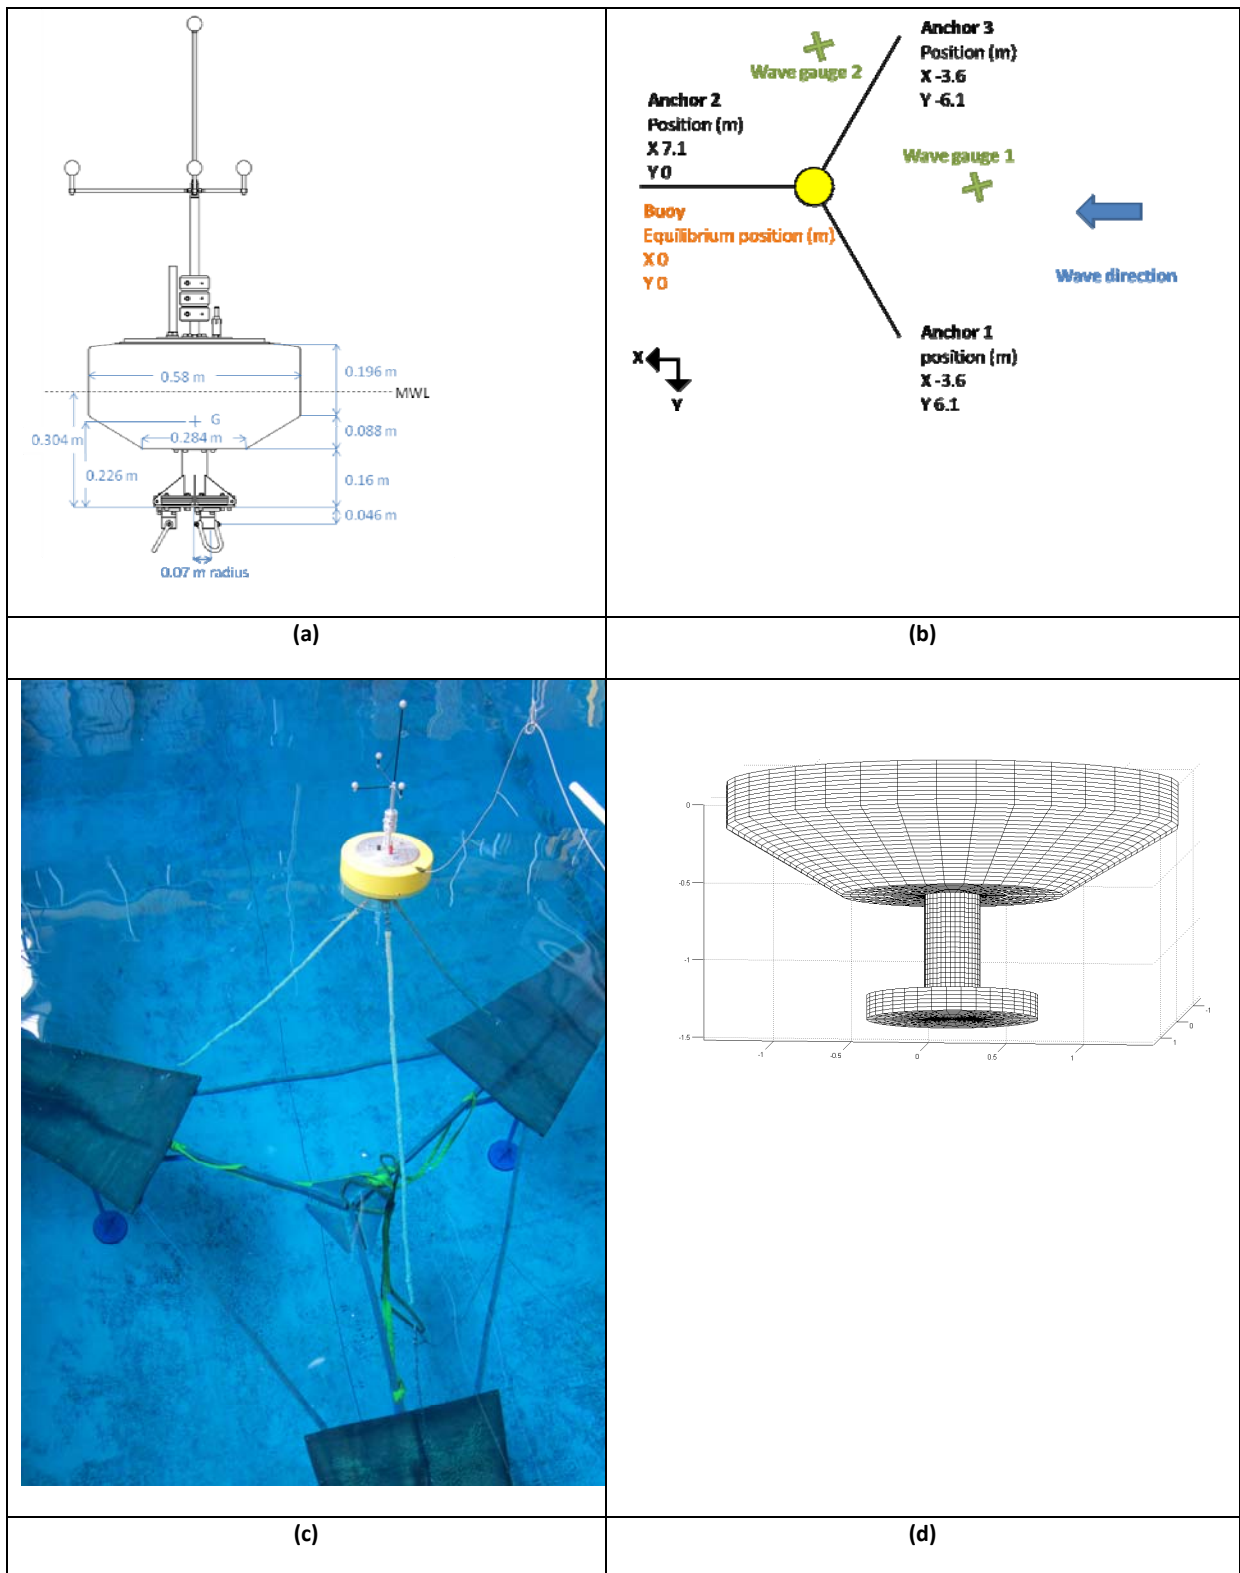 0.58 m
0.196 m
MWL
G
0.304 m
0.284 m
0.088 m
0.226 m
0.16 m
0.046 m
0.07 m radius
(a)
Anchor 3
Position (m)
X -3.6
Y -6.1
Wave gauge 2
Anchor 2
Position (m)
X 7.1
Y 0
Wave gauge 1
Buoy
Equilibrium position (m)
X 0
Y 0
Wave direction
Anchor 1
position (m)
X -3.6
Y 6.1
X
Y
(b)
(c)
0
-0.5
-1
-1.5
-1
-0.5
0
0.5
1
1
0
-1
(d)